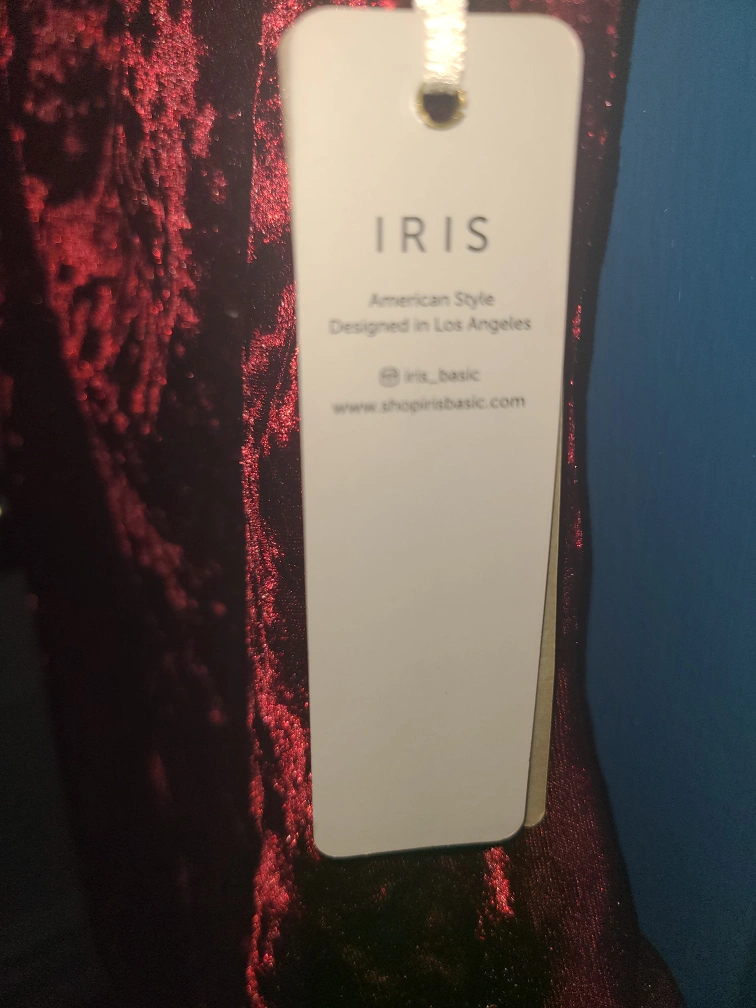 IRIS
American Style
Designed in Los Angeles
iris_basic
www.shopirisbasic.com